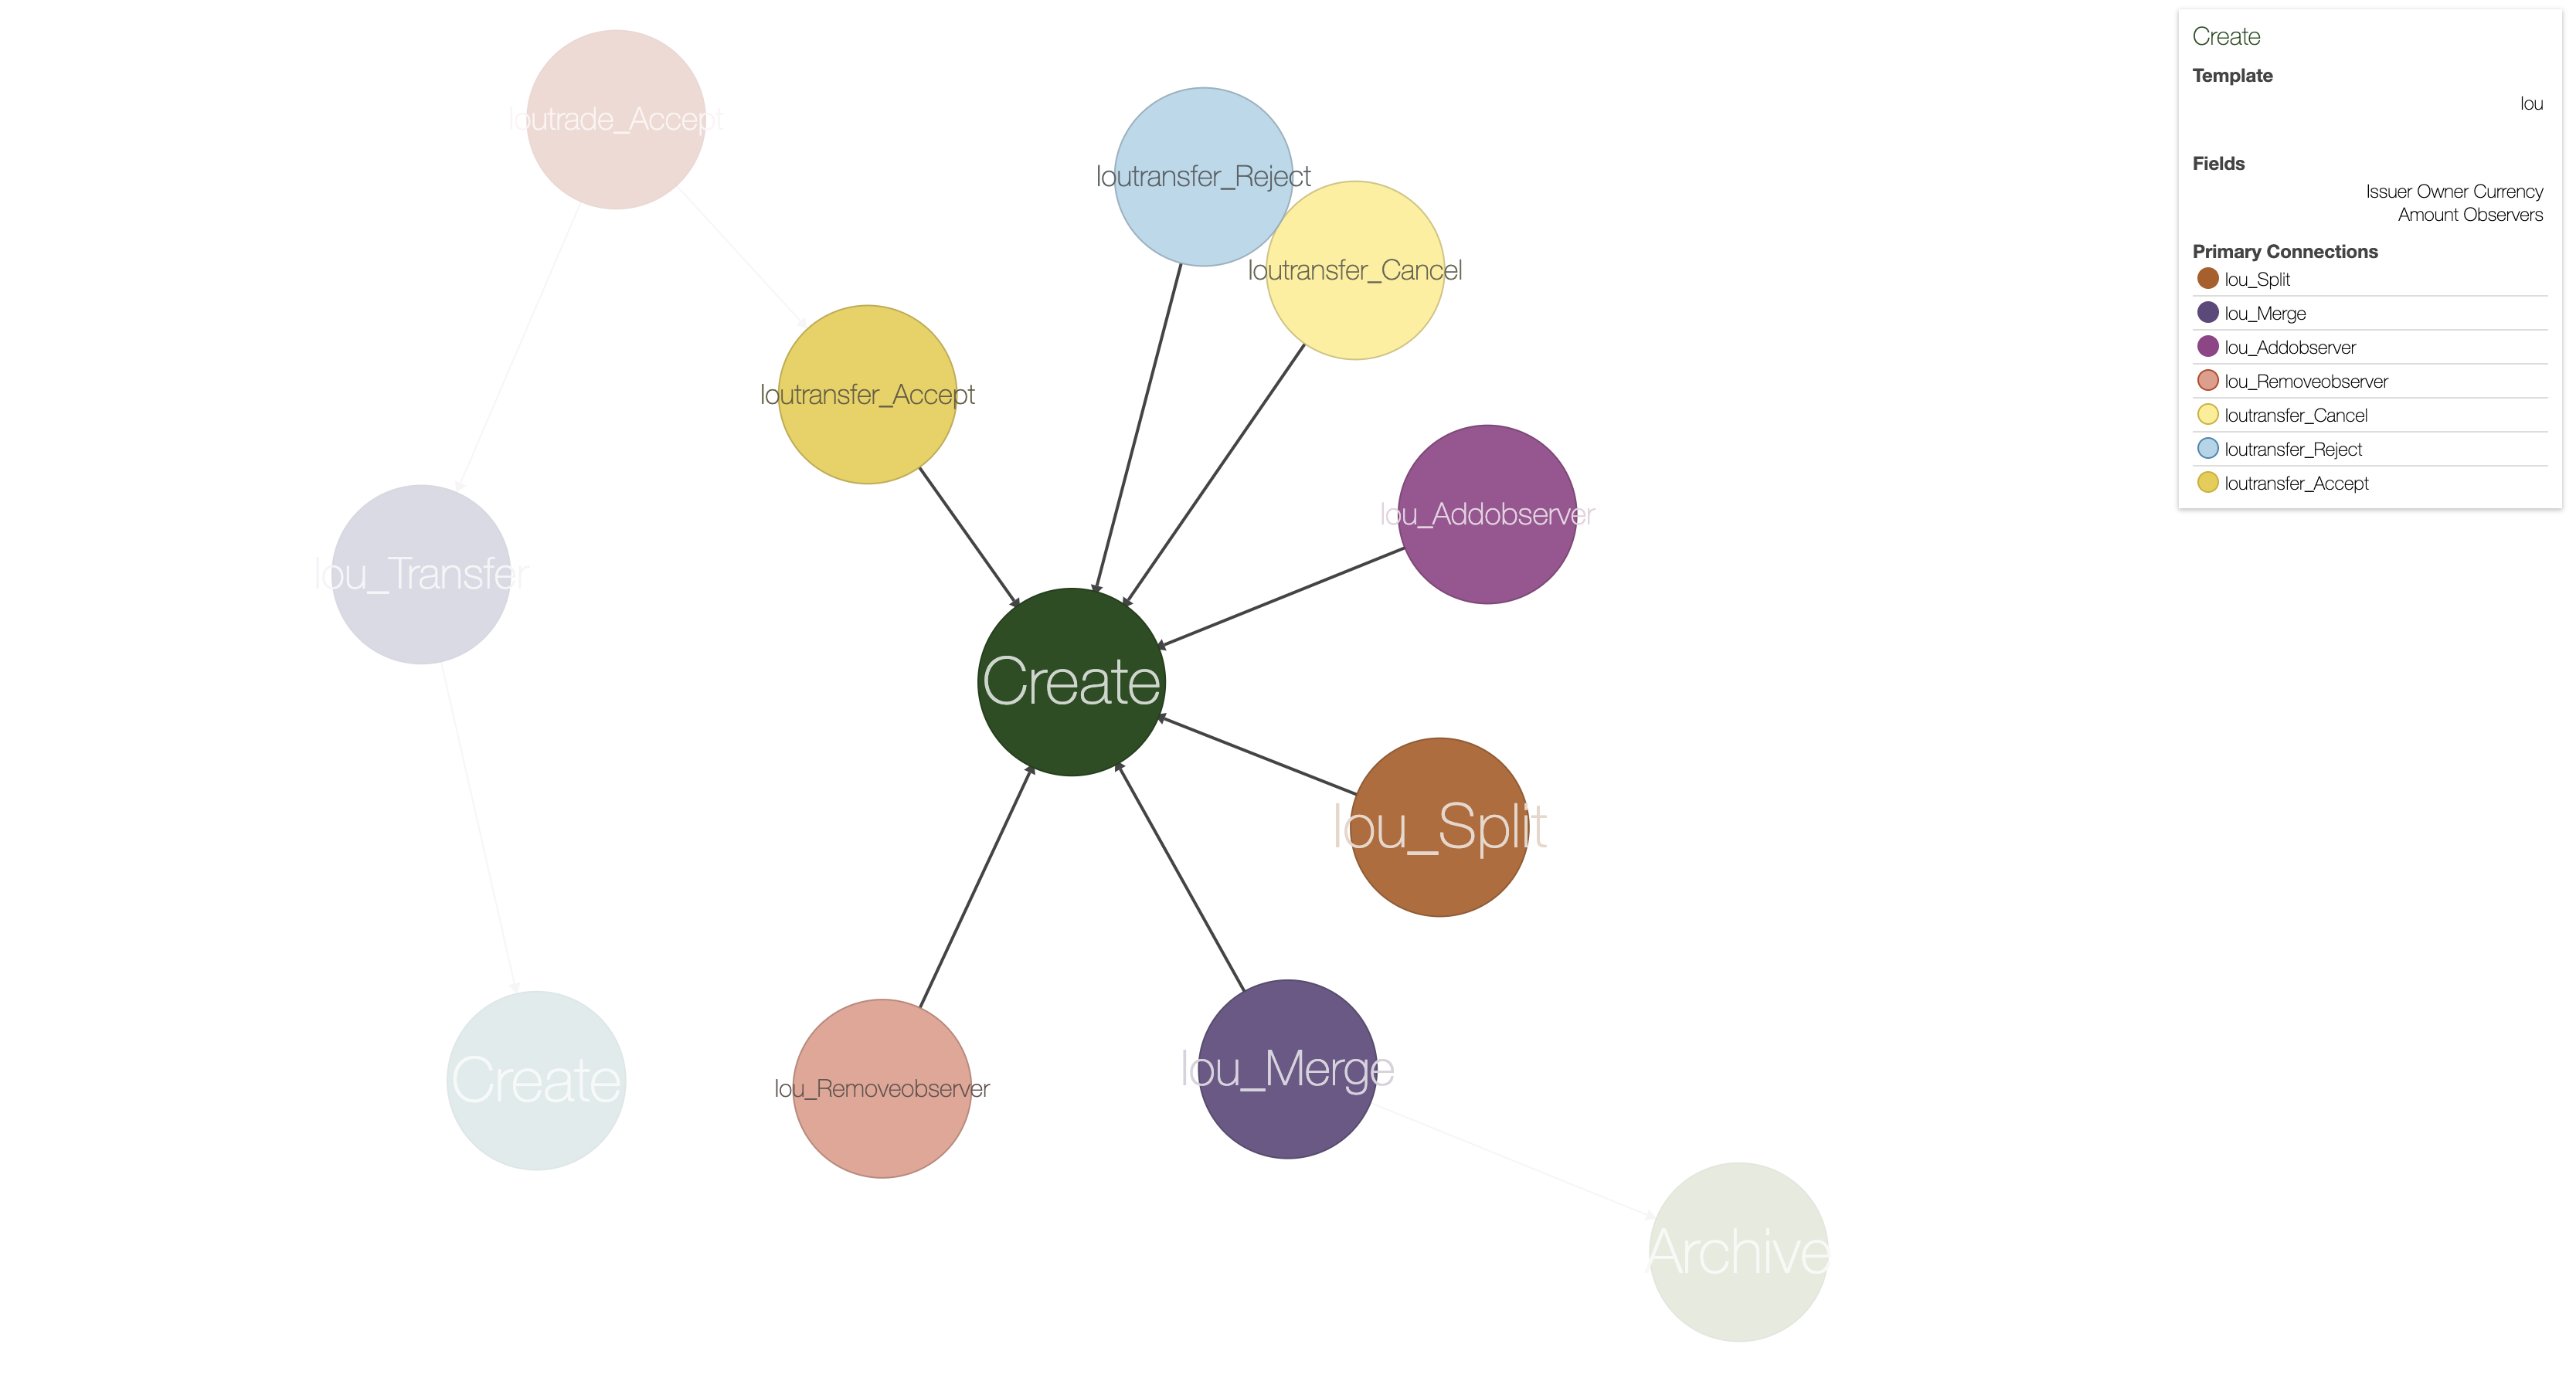 Ioutrade_Accept
Ioutransfer_Reject
Ioutransfer_Cancel
Ioutransfer_Accept
Iou_Addobserver
Iou_Transfer
Create
Iou_Split
Create
Iou_Removeobserver
Iou_Merge
Archive
Create
Template
Iou
Fields
Issuer Owner Currency
Amount Observers
Primary Connections
Iou_Split
Iou_Merge
Iou_Addobserver
Iou_Removeobserver
Ioutransfer_Cancel
Ioutransfer_Reject
Ioutransfer_Accept